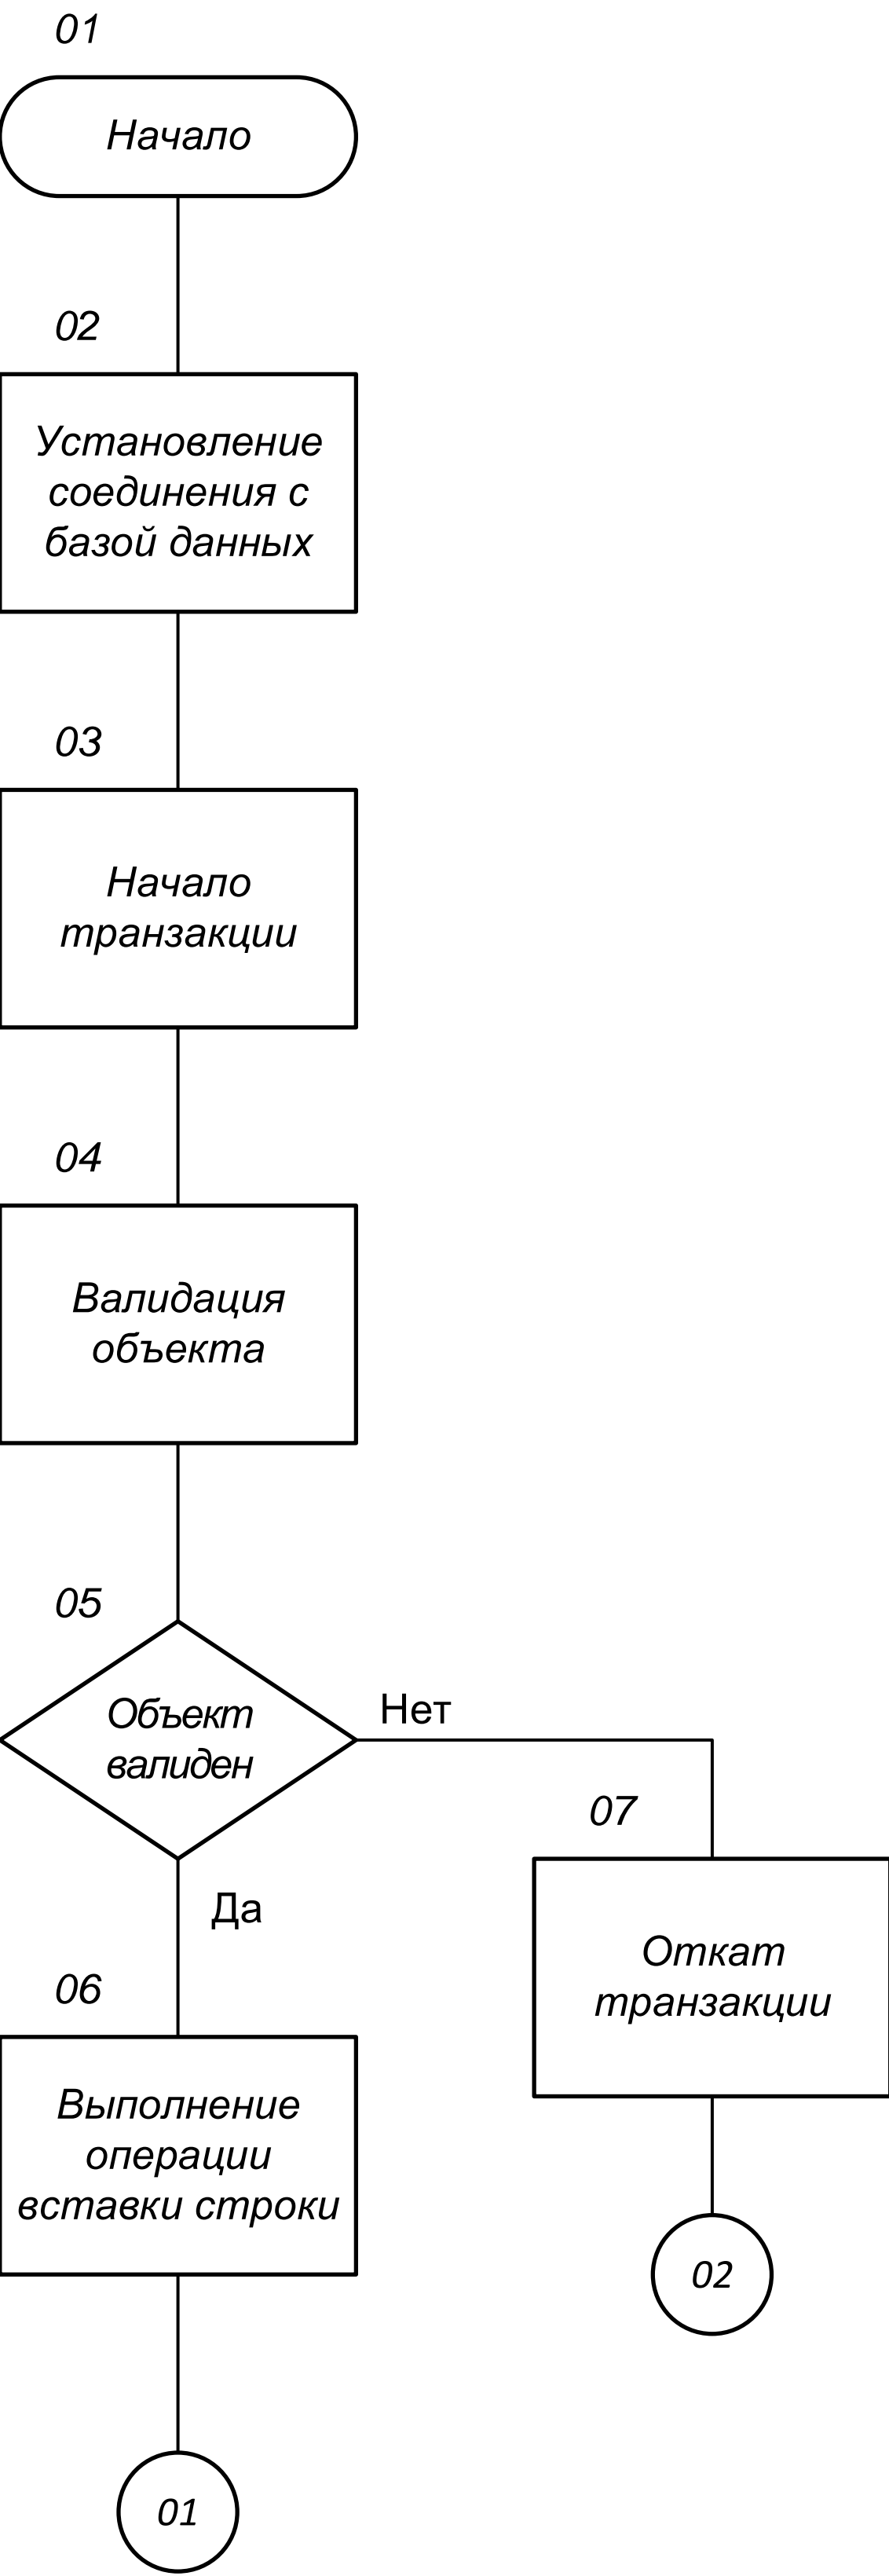 01
Начало
02
Установление
соединения с
базой данных
03
Начало
транзакции
04
Валидация
объекта
05
Объект
валиден
Нет
Да
07
Откат
транзакции
06
Выполнение
операции
вставки строки
02
01